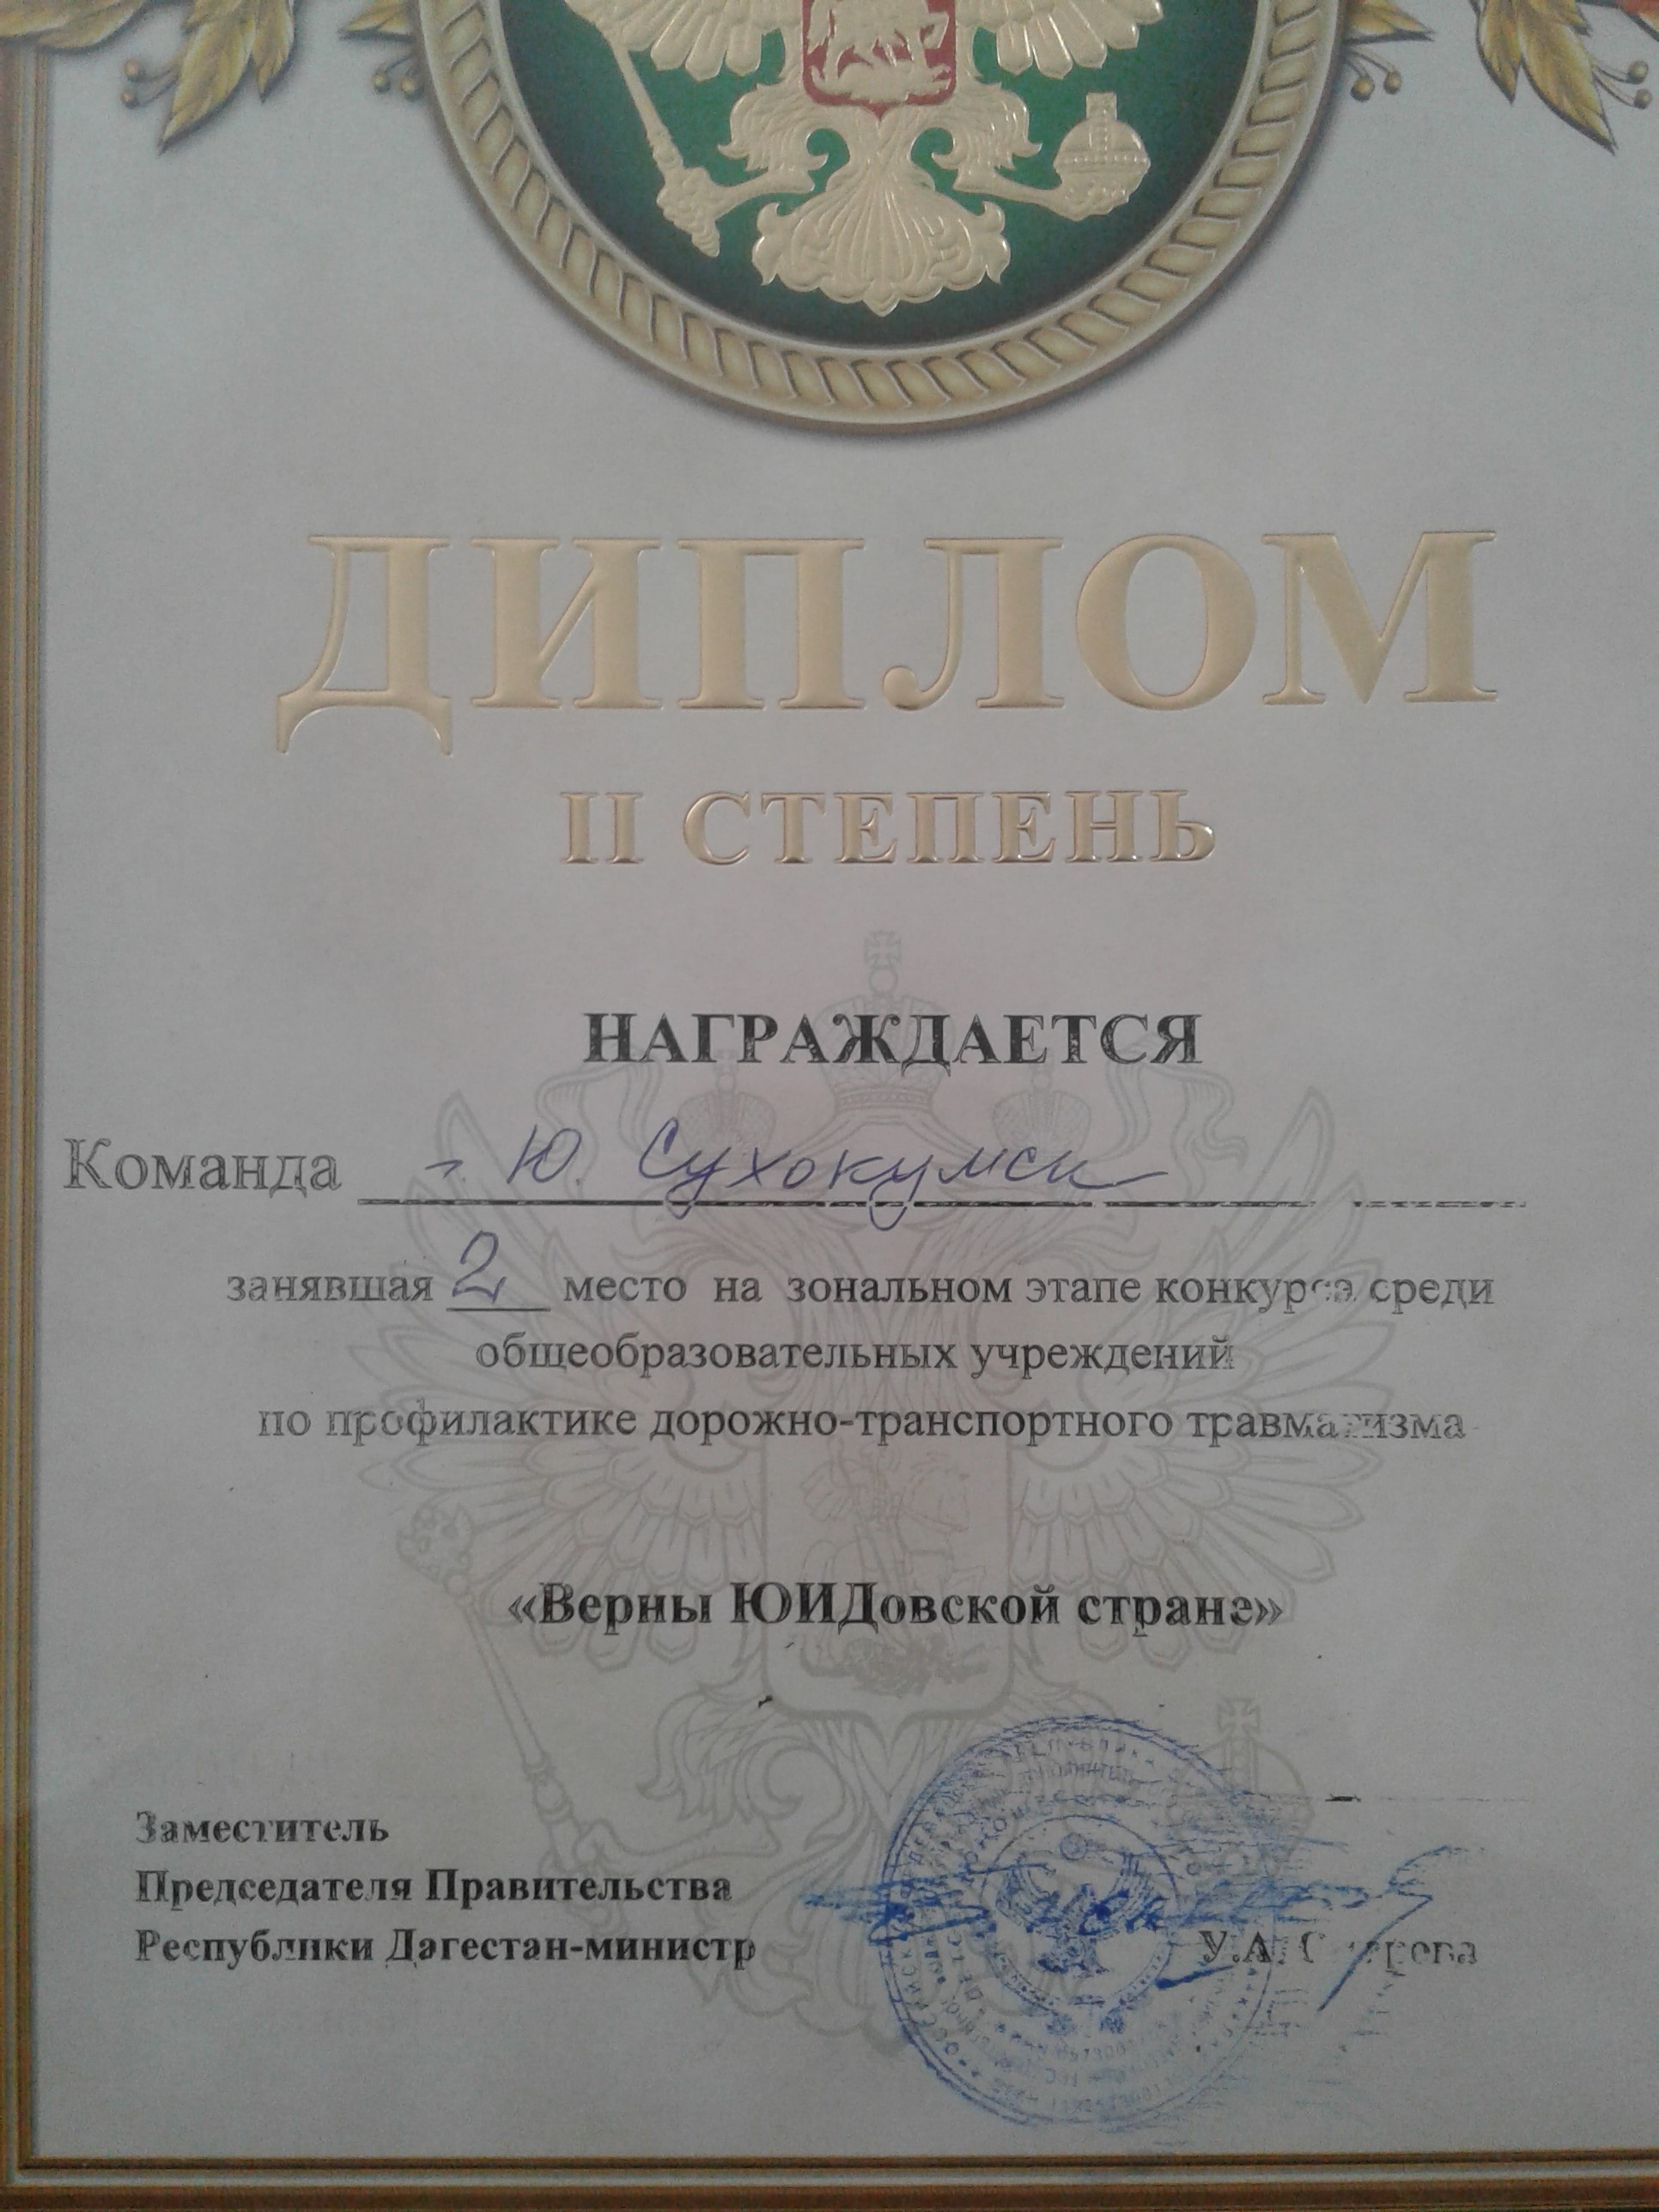 ДИПЛОМ
II СТЕПЕНЬ
НАГРАЖДАЕТСЯ
Команда г. Ю. Сухокумск
занявшая 2 место на зональном этапе конкурса среди
общеобразовательных учреждений
по профилактике дорожно-транспортного травматизма
«Верны ЮИДовской стране»
Заместитель
Председателя Правительства
Республики Дагестан-министр
У.А.